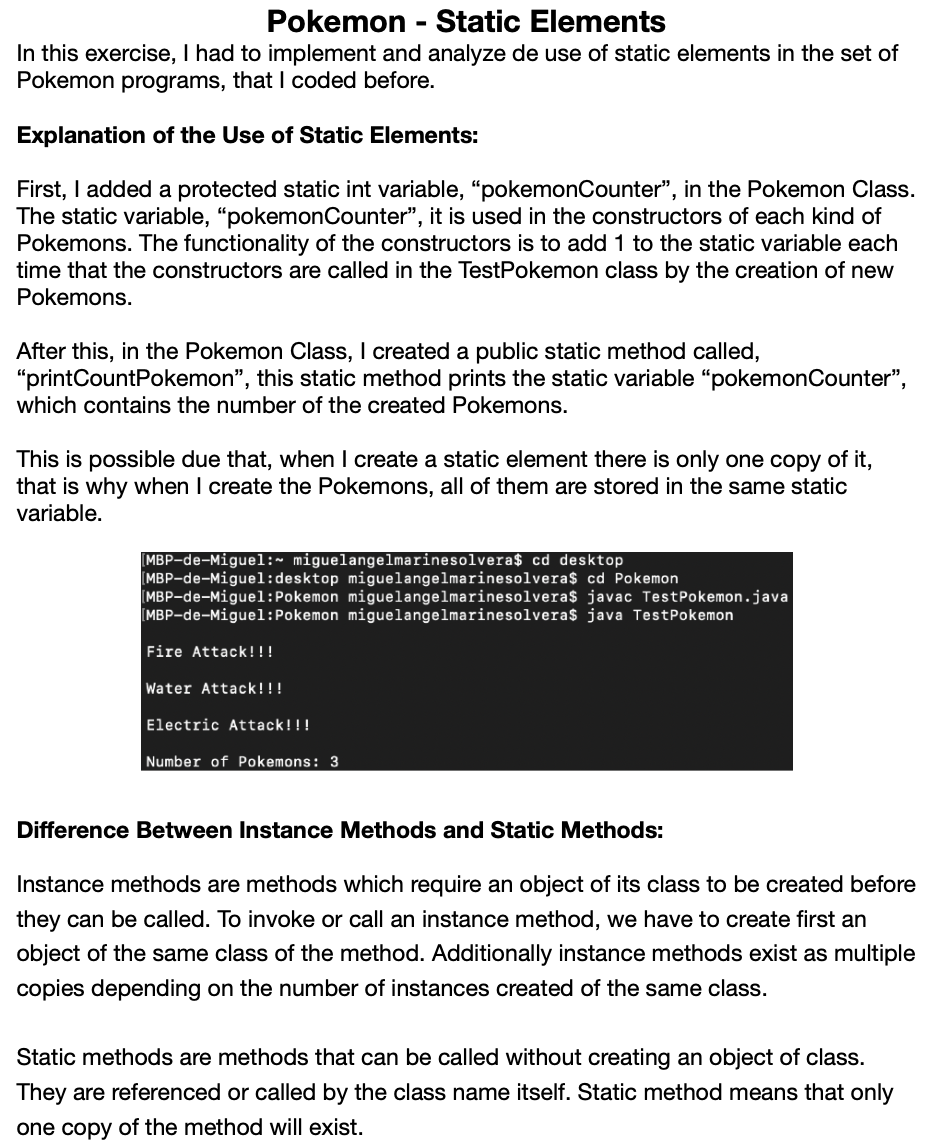 Pokemon - Static Elements
In this exercise, I had to implement and analyze de use of static elements in the set of
Pokemon programs, that I coded before.
Explanation of the Use of Static Elements:
First, I added a protected static int variable, “pokemonCounter”, in the Pokemon Class.
The static variable, “pokemonCounter”, it is used in the constructors of each kind of
Pokemons. The functionality of the constructors is to add 1 to the static variable each
time that the constructors are called in the TestPokemon class by the creation of new
Pokemons.
After this, in the Pokemon Class, I created a public static method called,
“printCountPokemon”, this static method prints the static variable “pokemonCounter”,
which contains the number of the created Pokemons.
This is possible due that, when I create a static element there is only one copy of it,
that is why when I create the Pokemons, all of them are stored in the same static
variable.
[MBP-de-Miguel:~ miguelangelmarinesolvera$ cd desktop
[MBP-de-Miguel:desktop miguelangelmarinesolvera$ cd Pokemon
[MBP-de-Miguel:Pokemon miguelangelmarinesolvera$ javac TestPokemon.java
[MBP-de-Miguel:Pokemon miguelangelmarinesolvera$ java TestPokemon
Fire Attack!!!
Water Attack!!!
Electric Attack!!!
Number of Pokemons: 3
Difference Between Instance Methods and Static Methods:
Instance methods are methods which require an object of its class to be created before
they can be called. To invoke or call an instance method, we have to create first an
object of the same class of the method. Additionally instance methods exist as multiple
copies depending on the number of instances created of the same class.
Static methods are methods that can be called without creating an object of class.
They are referenced or called by the class name itself. Static method means that only
one copy of the method will exist.